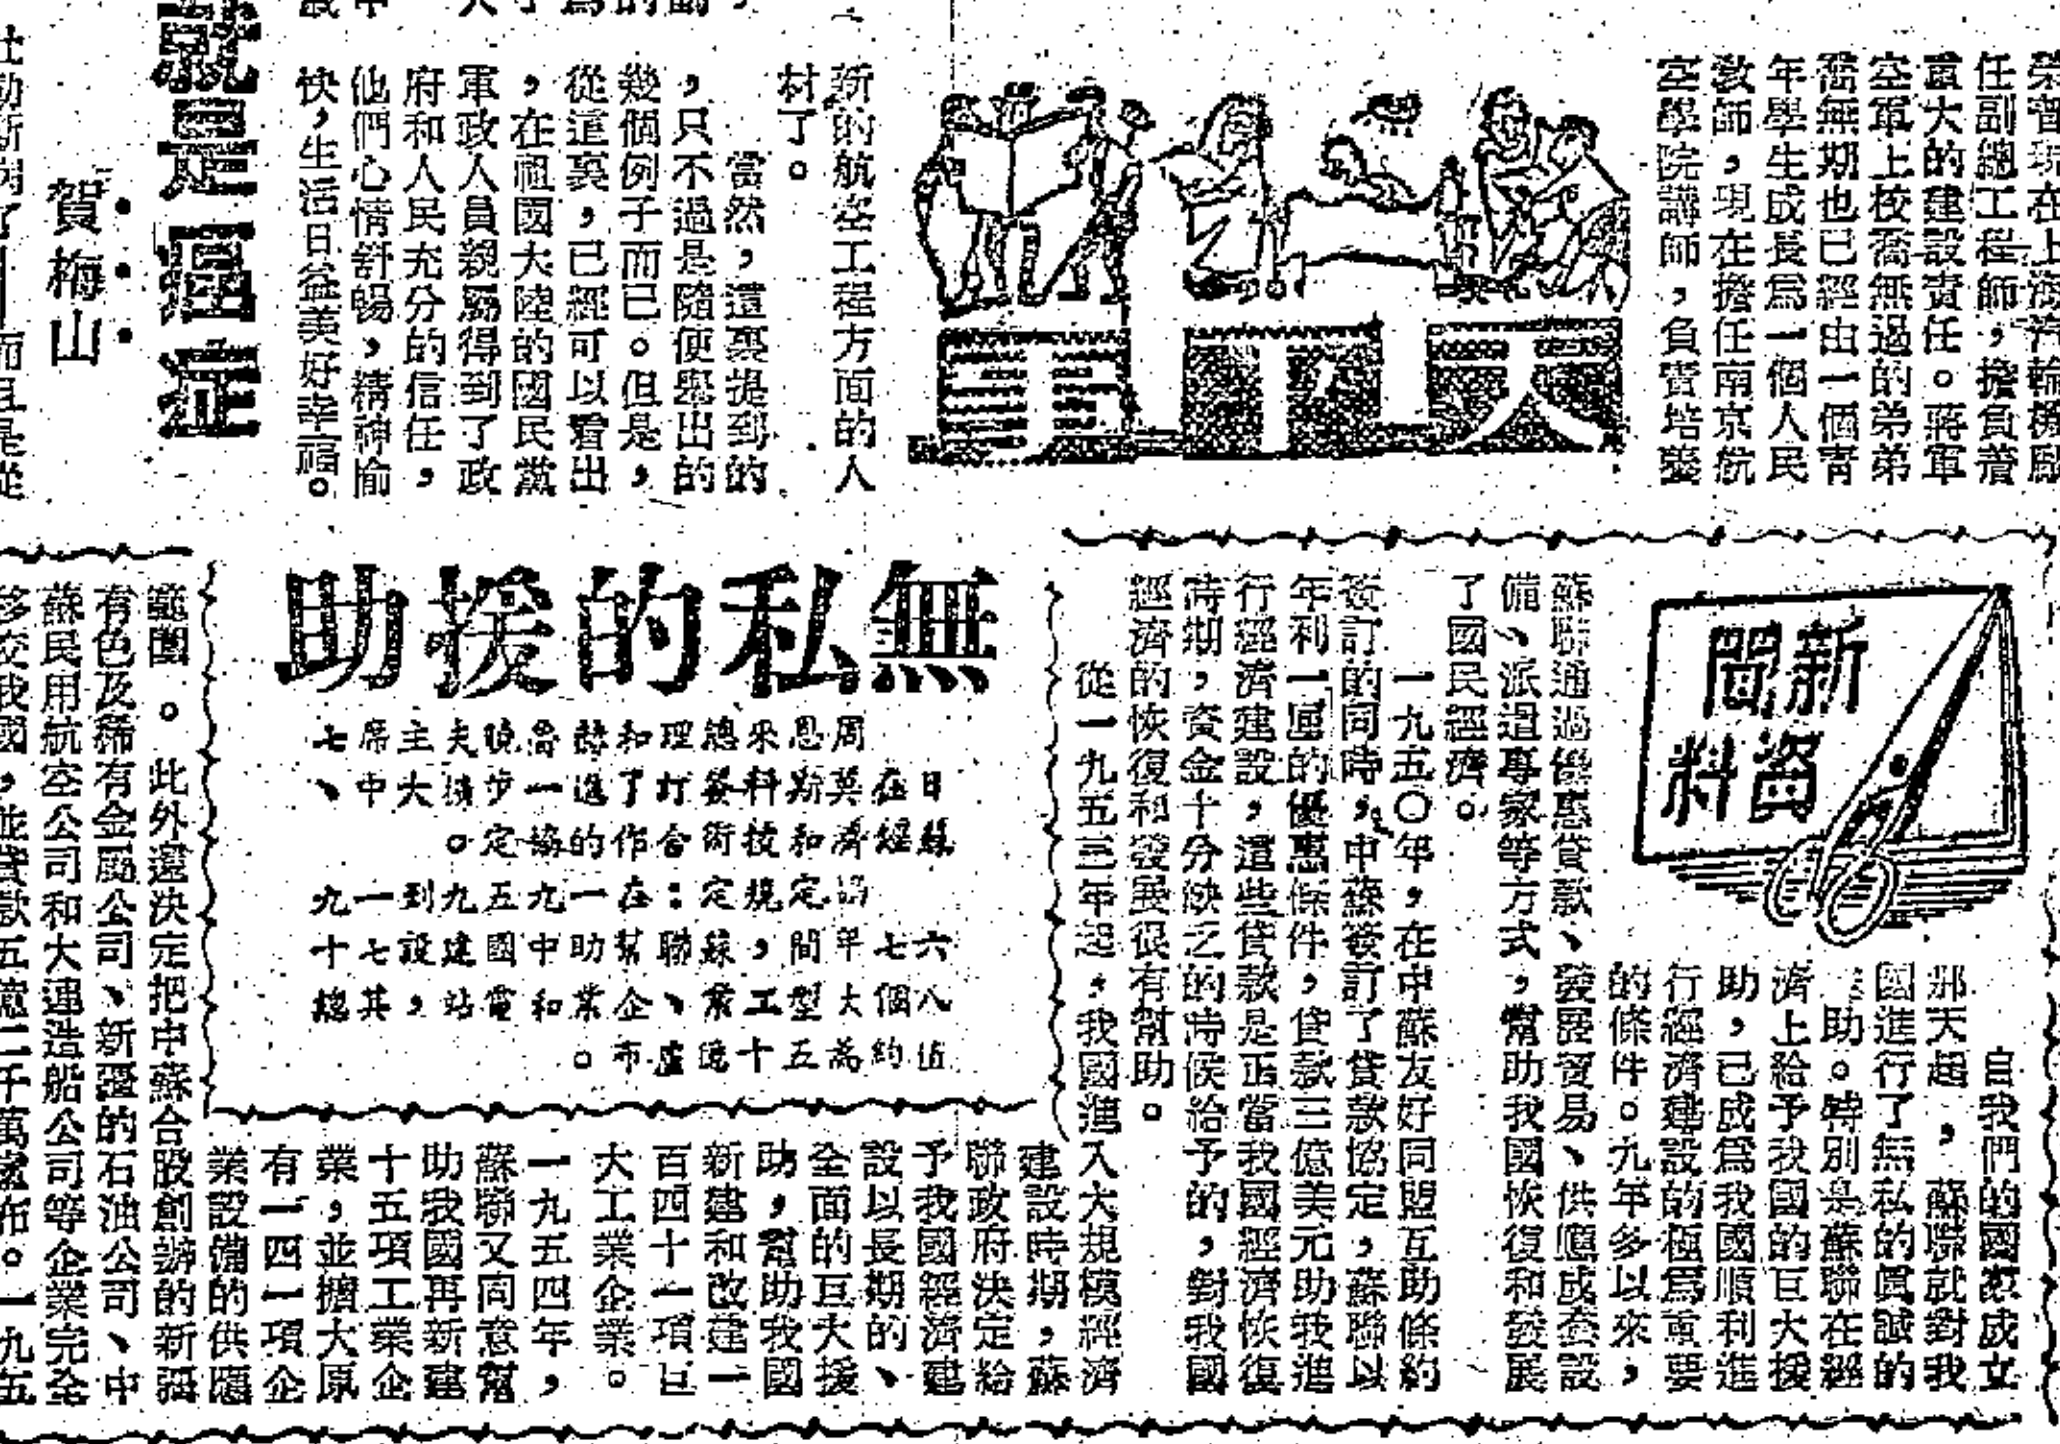 榮智現在上海汽輪機廠
任副總工程師,擔負着
重大的建設責任。蔣軍
空軍上校喬無過的弟弟
喬無期也已經由一個青
年學生成長爲一個人民
教師,現在擔任南京航
空學院講師,負責培養
天下事
新的航空工程方面的人
材了。
當然,這裏提到的
,只不過是隨便舉出的
幾個例子而已。但是,
從這裏,已經可以看出
,在祖國大陸的國民黨
軍政人員親屬得到了政
府和人民充分的信任,
他們心情舒暢,精神愉
快,生活日益美好幸福。
就是 症
賀梅山
新聞
資料
自我們的國家成立
那天起,蘇聯就對我
國進行了無私的眞誠的
援助。特別是蘇聯在經
濟上給予我國的巨大援
助,已成爲我國順利進
行經濟建設的極爲重要
的條件。九年多以來,
蘇聯通過優惠貸款、發展貿易、供應成套設
備、派遣專家等方式,幫助我國恢復和發展
了國民經濟。
一九五〇年,在中蘇友好同盟互助條約
簽訂的同時,中蘇簽訂了貸款協定,蘇聯以
年利一厘的優惠條件,貸款三億美元助我進
行經濟建設,這些貸款是正當我國經濟恢復
時期,資金十分缺乏的時候給予的,對我國
經濟的恢復和發展很有幫助。
從一九五三年起,我國進入大規模經濟
無私的援助
日蘇六八值
在經七個約
周莫濟協年大萬
恩斯和定間型五
來科技規,工十
總簽術定蘇業億
理打合:聯、盧
和了作在幫企布
赫進的一助業。
魯一協九中和
曉步定五國電
夫擴。九建站
主大到設,
席中一七其
七、九十總
建設時期,蘇
聯政府決定給
予我國經濟建
設以長期的、
全面的巨大援
助,幫助我國
新建和改建一
百四十一項巨
大工業企業。
一九五四年,
蘇聯又同意幫
助我國再新建
十五項工業企
業,並擴大原
有一四一項企
業設備的供應
範圍。此外還決定把中蘇合股創辦的新疆
有色及稀有金屬公司、新疆的石油公司、中
蘇民用航空公司和大連造船公司等企業完全
移交我國,並貸款五億二千萬盧布。一九五